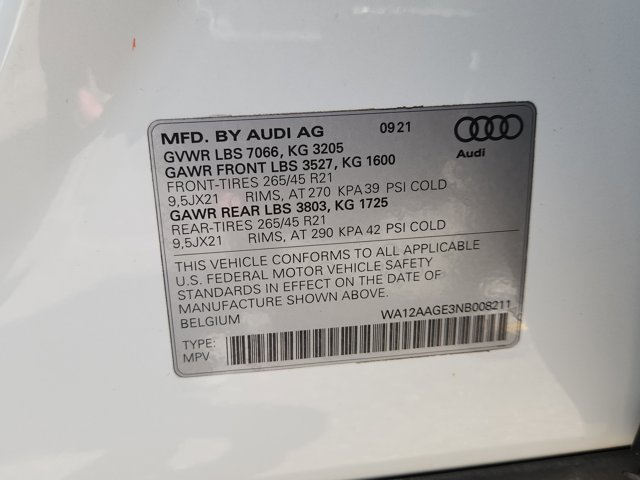 MFD. BY AUDI AG 09 21
GVWR LBS 7066, KG 3205
GAWR FRONT LBS 3527, KG 1600
FRONT-TIRES 265/45 R21
9,5JX21 RIMS, AT 270 KPA 39 PSI COLD
GAWR REAR LBS 3803, KG 1725
REAR-TIRES 265/45 R21
9,5JX21 RIMS, AT 290 KPA 42 PSI COLD
Audi
THIS VEHICLE CONFORMS TO ALL APPLICABLE
U.S. FEDERAL MOTOR VEHICLE SAFETY
STANDARDS IN EFFECT ON THE DATE OF
MANUFACTURE SHOWN ABOVE.
BELGIUM WA12AAGE3NB008211
TYPE:
MPV